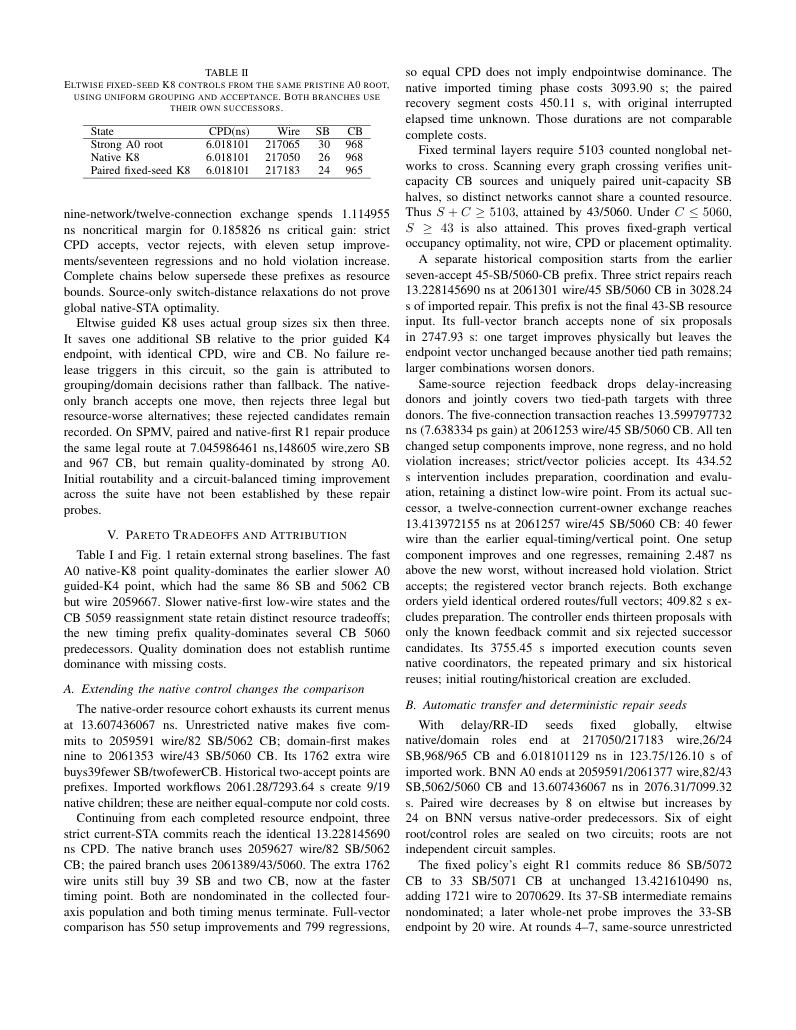 TABLE II
ELTWISE FIXED-SEED K8 CONTROLS FROM THE SAME PRISTINE A0 ROOT,
USING UNIFORM GROUPING AND ACCEPTANCE. BOTH BRANCHES USE
THEIR OWN SUCCESSORS.
State CPD(ns) Wire SB CB
Strong A0 root 6.018101 217065 30 968
Native K8 6.018101 217050 26 968
Paired fixed-seed K8 6.018101 217183 24 965
nine-network/twelve-connection exchange spends 1.114955
ns noncritical margin for 0.185826 ns critical gain: strict
CPD accepts, vector rejects, with eleven setup improve-
ments/seventeen regressions and no hold violation increase.
Complete chains below supersede these prefixes as resource
bounds. Source-only switch-distance relaxations do not prove
global native-STA optimality.
Eltwise guided K8 uses actual group sizes six then three.
It saves one additional SB relative to the prior guided K4
endpoint, with identical CPD, wire and CB. No failure re-
lease triggers in this circuit, so the gain is attributed to
grouping/domain decisions rather than fallback. The native-
only branch accepts one move, then rejects three legal but
resource-worse alternatives; these rejected candidates remain
recorded. On SPMV, paired and native-first R1 repair produce
the same legal route at 7.045986461 ns,148605 wire,zero SB
and 967 CB, but remain quality-dominated by strong A0.
Initial routability and a circuit-balanced timing improvement
across the suite have not been established by these repair
probes.
V. PARETO TRADEOFFS AND ATTRIBUTION
Table I and Fig. 1 retain external strong baselines. The fast
A0 native-K8 point quality-dominates the earlier slower A0
guided-K4 point, which had the same 86 SB and 5062 CB
but wire 2059667. Slower native-first low-wire states and the
CB 5059 reassignment state retain distinct resource tradeoffs;
the new timing prefix quality-dominates several CB 5060
predecessors. Quality domination does not establish runtime
dominance with missing costs.
A. Extending the native control changes the comparison
The native-order resource cohort exhausts its current menus
at 13.607436067 ns. Unrestricted native makes five com-
mits to 2059591 wire/82 SB/5062 CB; domain-first makes
nine to 2061353 wire/43 SB/5060 CB. Its 1762 extra wire
buys39fewer SB/twofewerCB. Historical two-accept points are
prefixes. Imported workflows 2061.28/7293.64 s create 9/19
native children; these are neither equal-compute nor cold costs.
Continuing from each completed resource endpoint, three
strict current-STA commits reach the identical 13.228145690
ns CPD. The native branch uses 2059627 wire/82 SB/5062
CB; the paired branch uses 2061389/43/5060. The extra 1762
wire units still buy 39 SB and two CB, now at the faster
timing point. Both are nondominated in the collected four-
axis population and both timing menus terminate. Full-vector
comparison has 550 setup improvements and 799 regressions,
so equal CPD does not imply endpointwise dominance. The
native imported timing phase costs 3093.90 s; the paired
recovery segment costs 450.11 s, with original interrupted
elapsed time unknown. Those durations are not comparable
complete costs.
Fixed terminal layers require 5103 counted nonglobal net-
works to cross. Scanning every graph crossing verifies unit-
capacity CB sources and uniquely paired unit-capacity SB
halves, so distinct networks cannot share a counted resource.
Thus S + C ≥ 5103, attained by 43/5060. Under C ≤ 5060,
S ≥ 43 is also attained. This proves fixed-graph vertical
occupancy optimality, not wire, CPD or placement optimality.
A separate historical composition starts from the earlier
seven-accept 45-SB/5060-CB prefix. Three strict repairs reach
13.228145690 ns at 2061301 wire/45 SB/5060 CB in 3028.24
s of imported repair. This prefix is not the final 43-SB resource
input. Its full-vector branch accepts none of six proposals
in 2747.93 s: one target improves physically but leaves the
endpoint vector unchanged because another tied path remains;
larger combinations worsen donors.
Same-source rejection feedback drops delay-increasing
donors and jointly covers two tied-path targets with three
donors. The five-connection transaction reaches 13.599797732
ns (7.638334 ps gain) at 2061253 wire/45 SB/5060 CB. All ten
changed setup components improve, none regress, and no hold
violation increases; strict/vector policies accept. Its 434.52
s intervention includes preparation, coordination and evalu-
ation, retaining a distinct low-wire point. From its actual suc-
cessor, a twelve-connection current-owner exchange reaches
13.413972155 ns at 2061257 wire/45 SB/5060 CB: 40 fewer
wire than the earlier equal-timing/vertical point. One setup
component improves and one regresses, remaining 2.487 ns
above the new worst, without increased hold violation. Strict
accepts; the registered vector branch rejects. Both exchange
orders yield identical ordered routes/full vectors; 409.82 s ex-
cludes preparation. The controller ends thirteen proposals with
only the known feedback commit and six rejected successor
candidates. Its 3755.45 s imported execution counts seven
native coordinators, the repeated primary and six historical
reuses; initial routing/historical creation are excluded.
B. Automatic transfer and deterministic repair seeds
With delay/RR-ID seeds fixed globally, eltwise
native/domain roles end at 217050/217183 wire,26/24
SB,968/965 CB and 6.018101129 ns in 123.75/126.10 s of
imported work. BNN A0 ends at 2059591/2061377 wire,82/43
SB,5062/5060 CB and 13.607436067 ns in 2076.31/7099.32
s. Paired wire decreases by 8 on eltwise but increases by
24 on BNN versus native-order predecessors. Six of eight
root/control roles are sealed on two circuits; roots are not
independent circuit samples.
The fixed policy's eight R1 commits reduce 86 SB/5072
CB to 33 SB/5071 CB at unchanged 13.421610490 ns,
adding 1721 wire to 2070629. Its 37-SB intermediate remains
nondominated; a later whole-net probe improves the 33-SB
endpoint by 20 wire. At rounds 4–7, same-source unrestricted